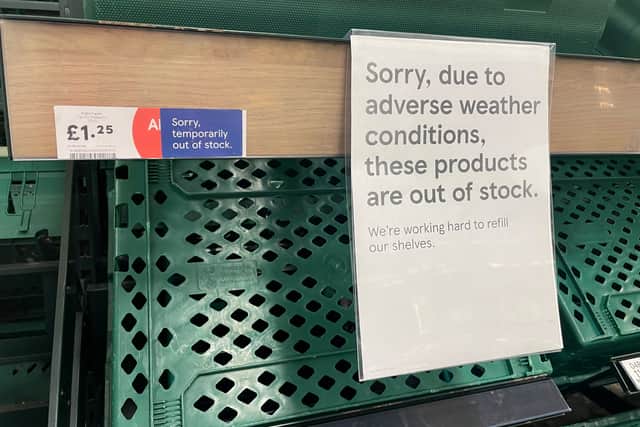 Sorry, due to
adverse weather
conditions,
these products
are out of stock.
We're working hard to refill
our shelves.
£1.25
Al
Sorry,
temporarily
out of stock.